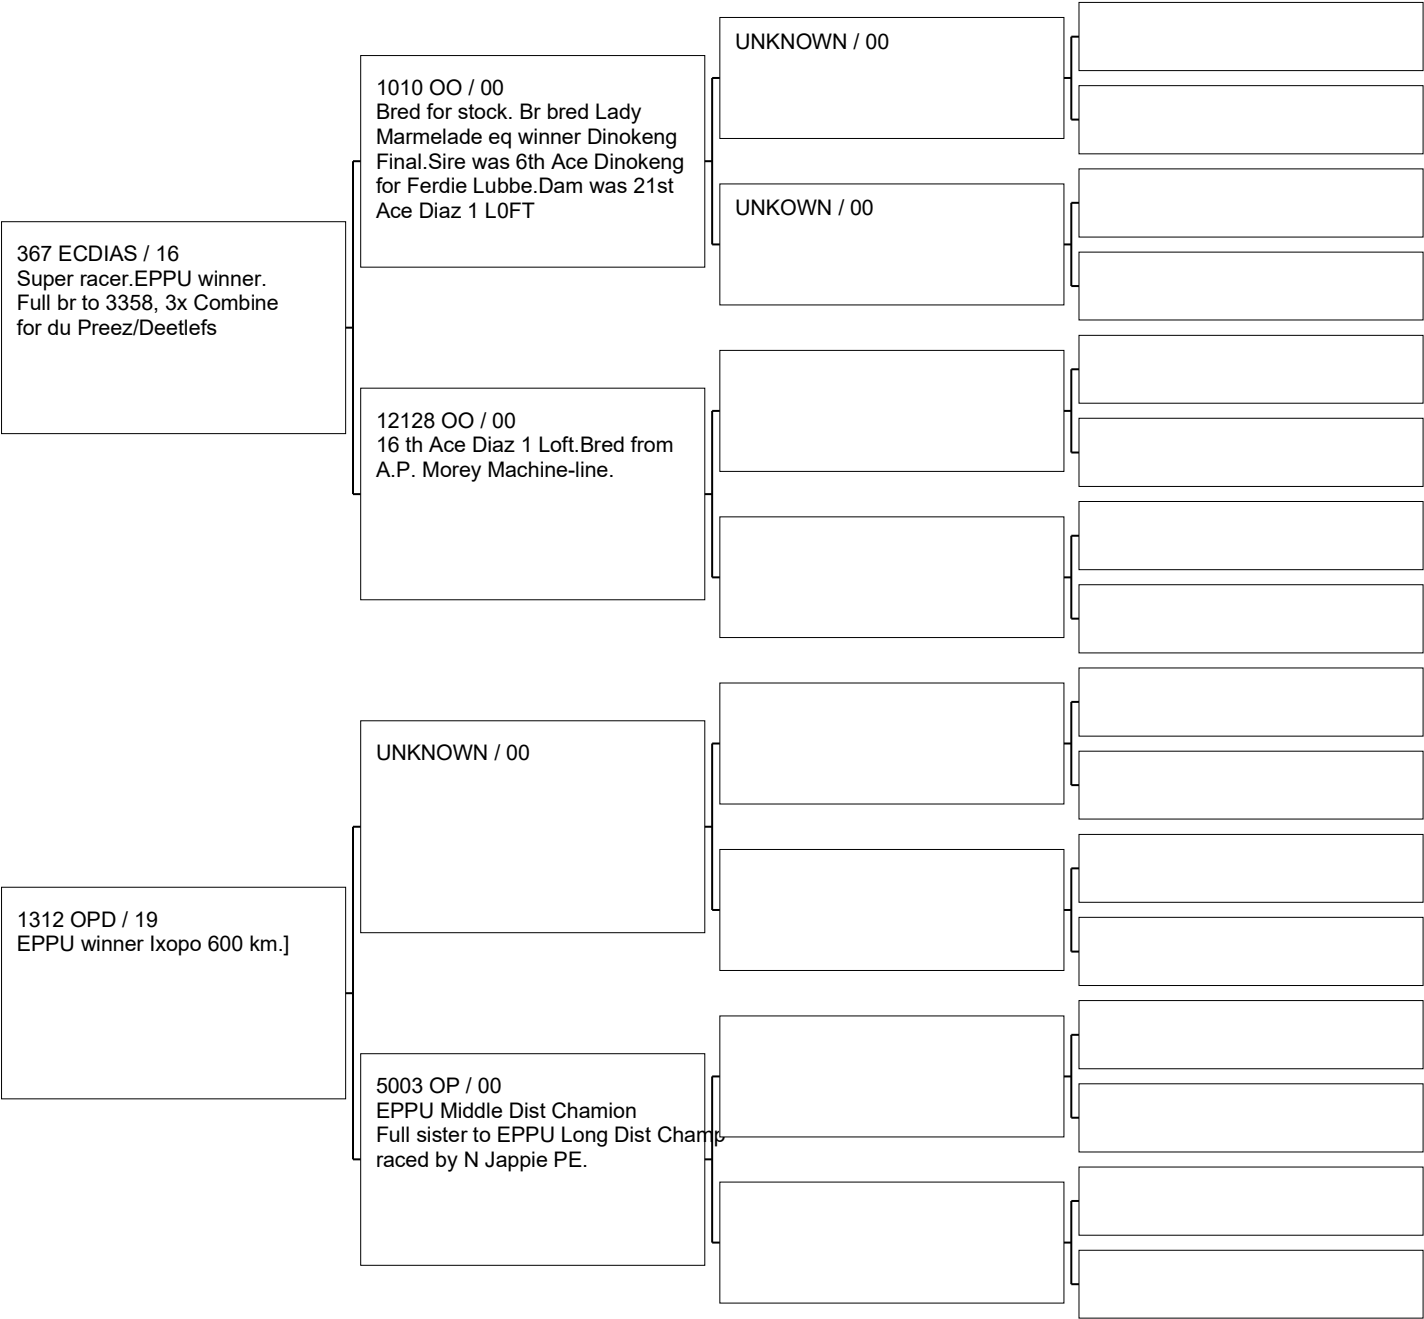 367 ECDIAS / 16
Super racer.EPPU winner.
Full br to 3358, 3x Combine
for du Preez/Deetlefs
1010 OO / 00
Bred for stock. Br bred Lady
Marmelade eq winner Dinokeng
Final.Sire was 6th Ace Dinokeng
for Ferdie Lubbe.Dam was 21st
Ace Diaz 1 L0FT
UNKNOWN / 00
UNKOWN / 00
12128 OO / 00
16 th Ace Diaz 1 Loft.Bred from
A.P. Morey Machine-line.
1312 OPD / 19
EPPU winner Ixopo 600 km.]
UNKNOWN / 00
5003 OP / 00
EPPU Middle Dist Chamion
Full sister to EPPU Long Dist Champ
raced by N Jappie PE.